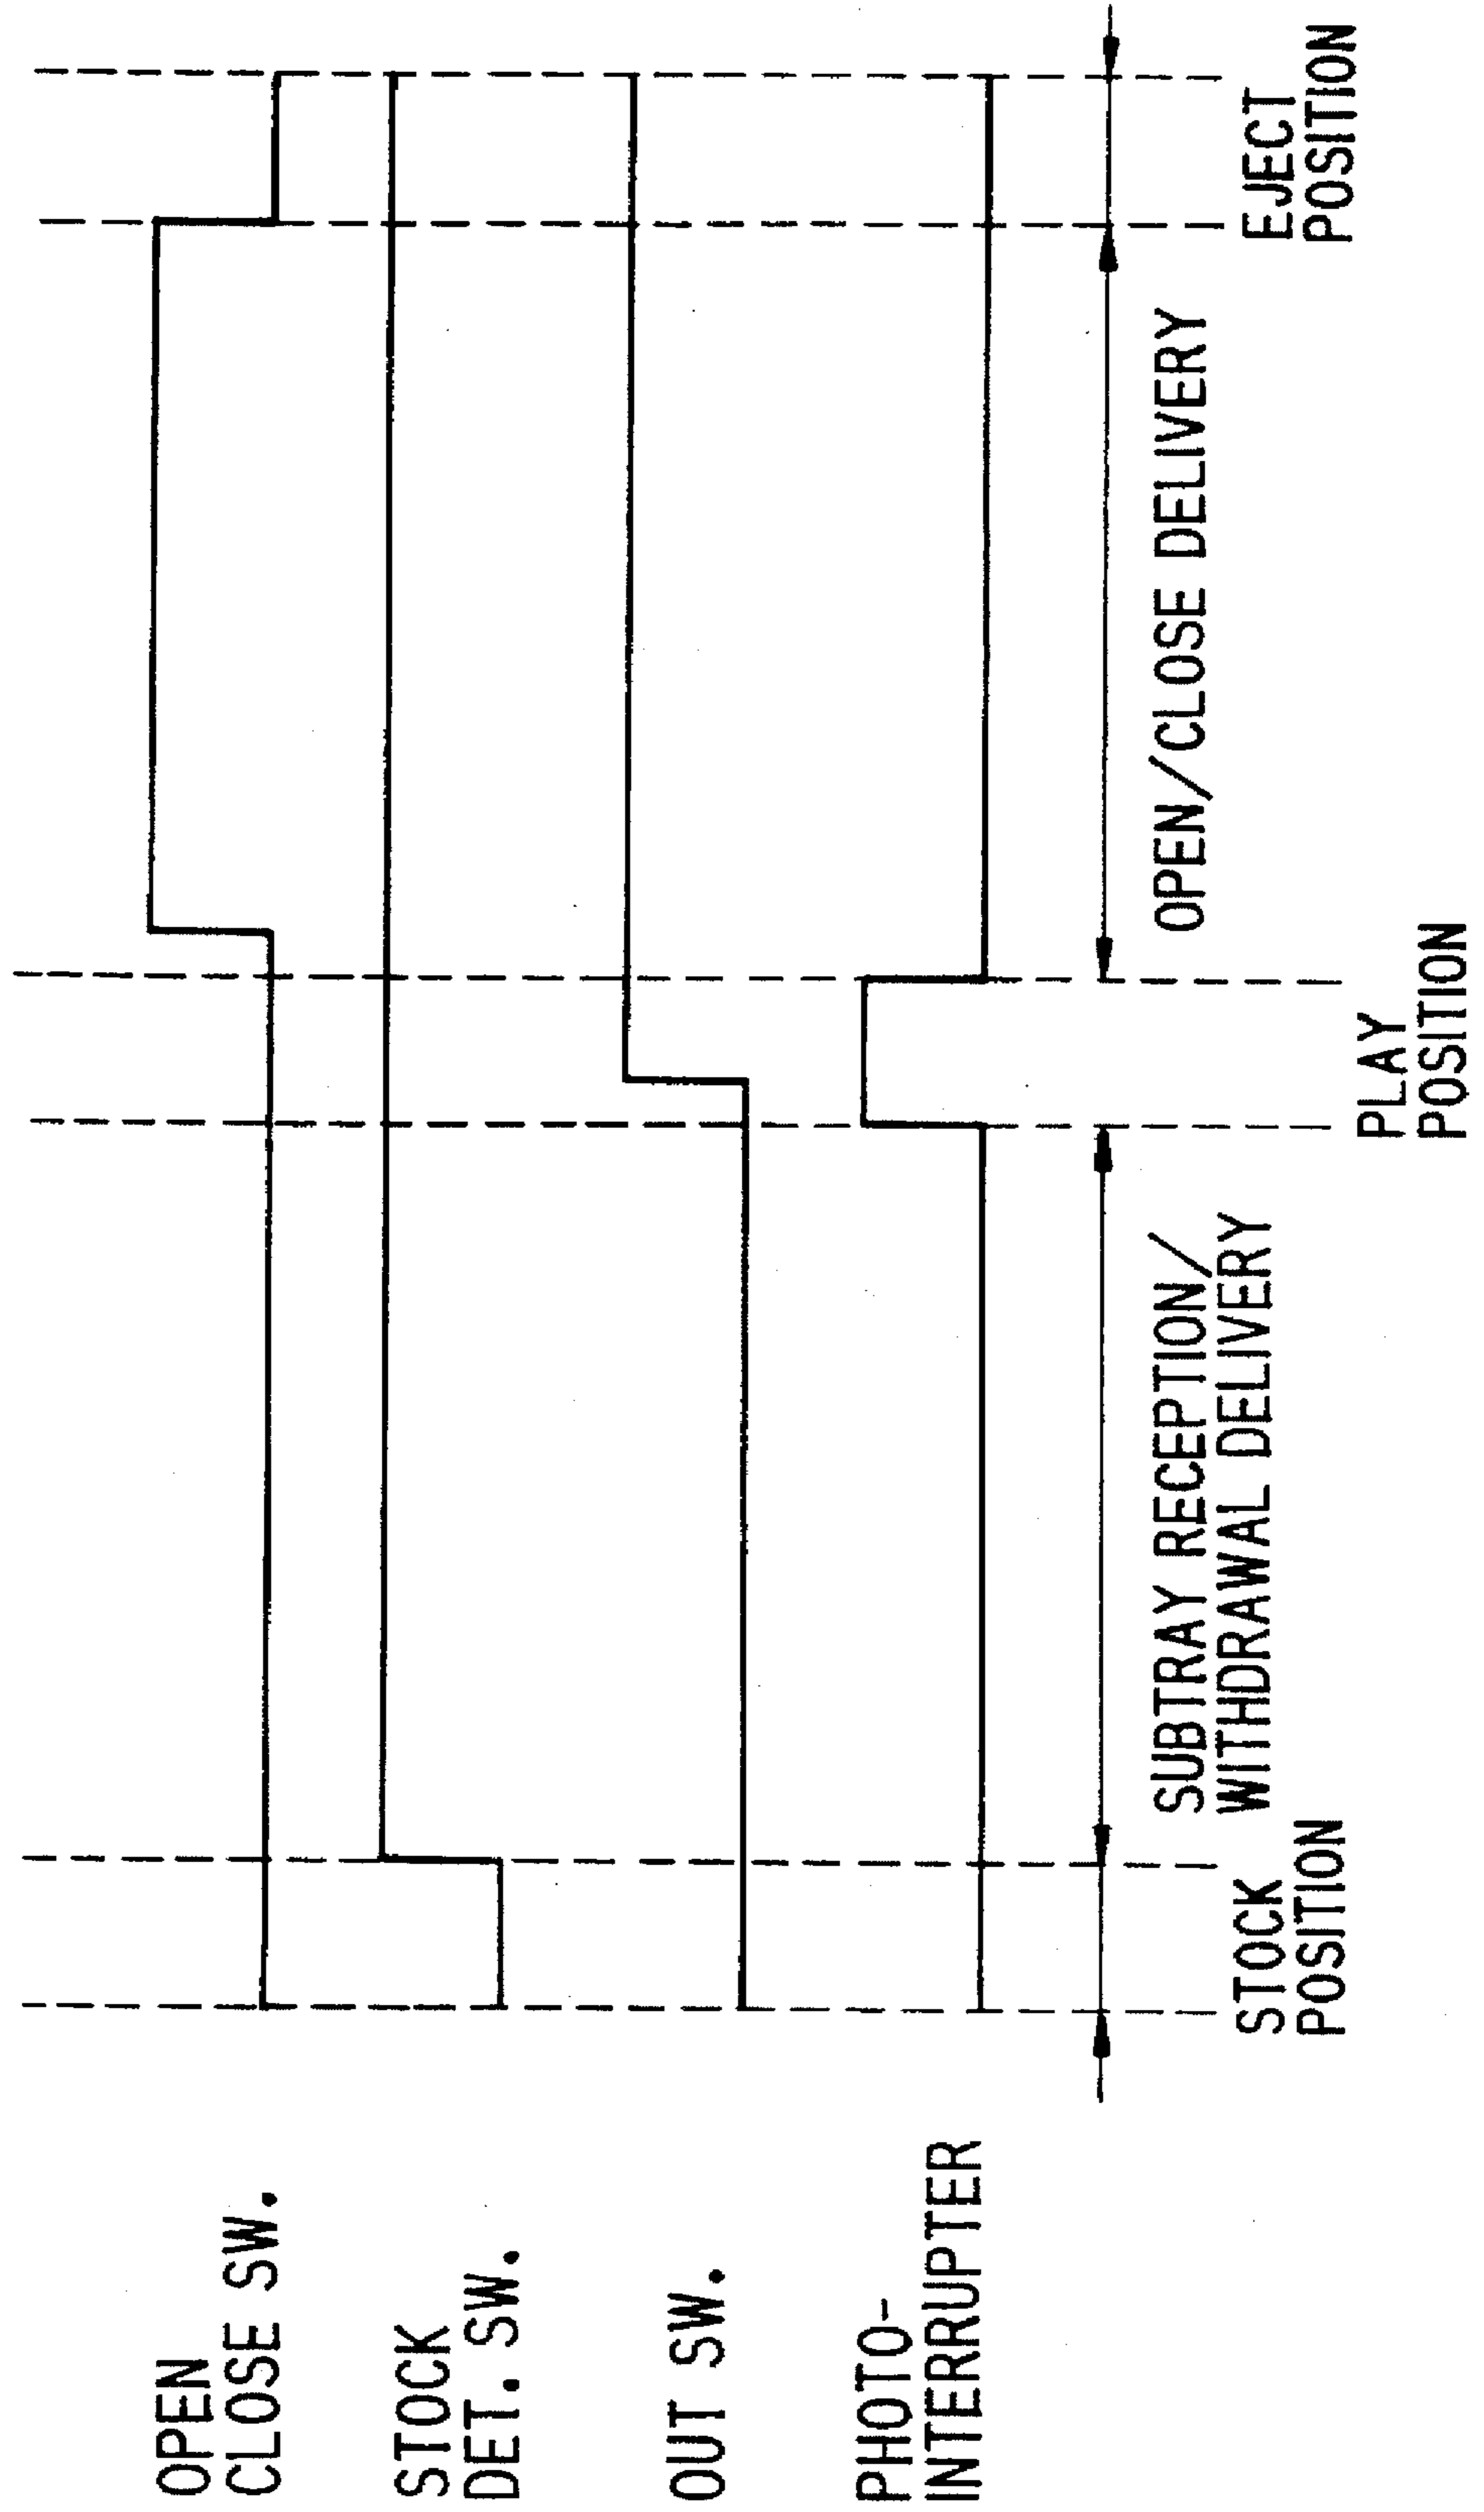 OPEN
CLOSE SW.
STOCK
DET. SW.
OUT SW.
PHOTO-
INTERRUPTER
STOCK
POSITION
SUBTRAY RECEPTION/
WITHDRAWAL DELIVERY
PLAY
POSITION
OPEN/CLOSE DELIVERY
EJECT
POSITION